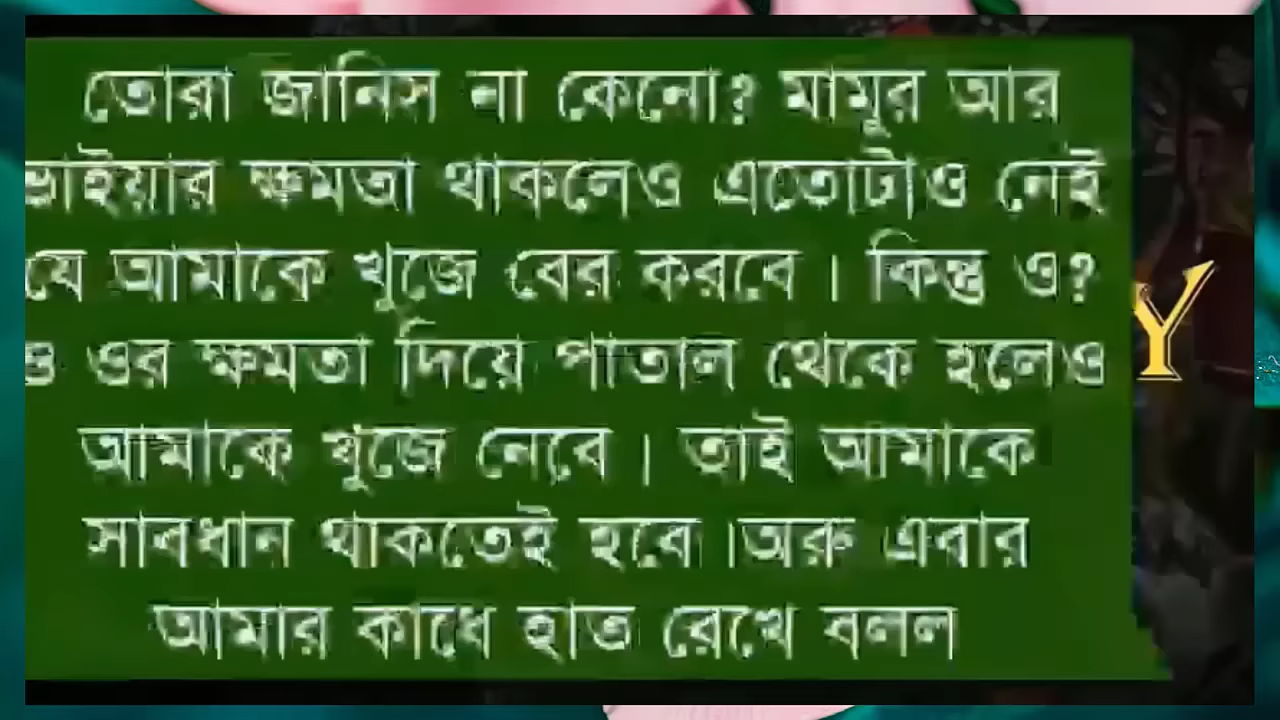 তোরা জানিস না কেনো? মামুর আর
ভাইয়ার ক্ষমতা থাকলেও এতোটাও নেই
যে আমাকে খুজে বের করবে । কিন্তু ও?
ও ওর ক্ষমতা দিয়ে পাতাল থেকে হলেও
আমাকে খুজে নেবে । তাই আমাকে
সাবধান থাকতেই হবে ।অরু এবার
আমার কাধে হাত রেখে বলল
Y